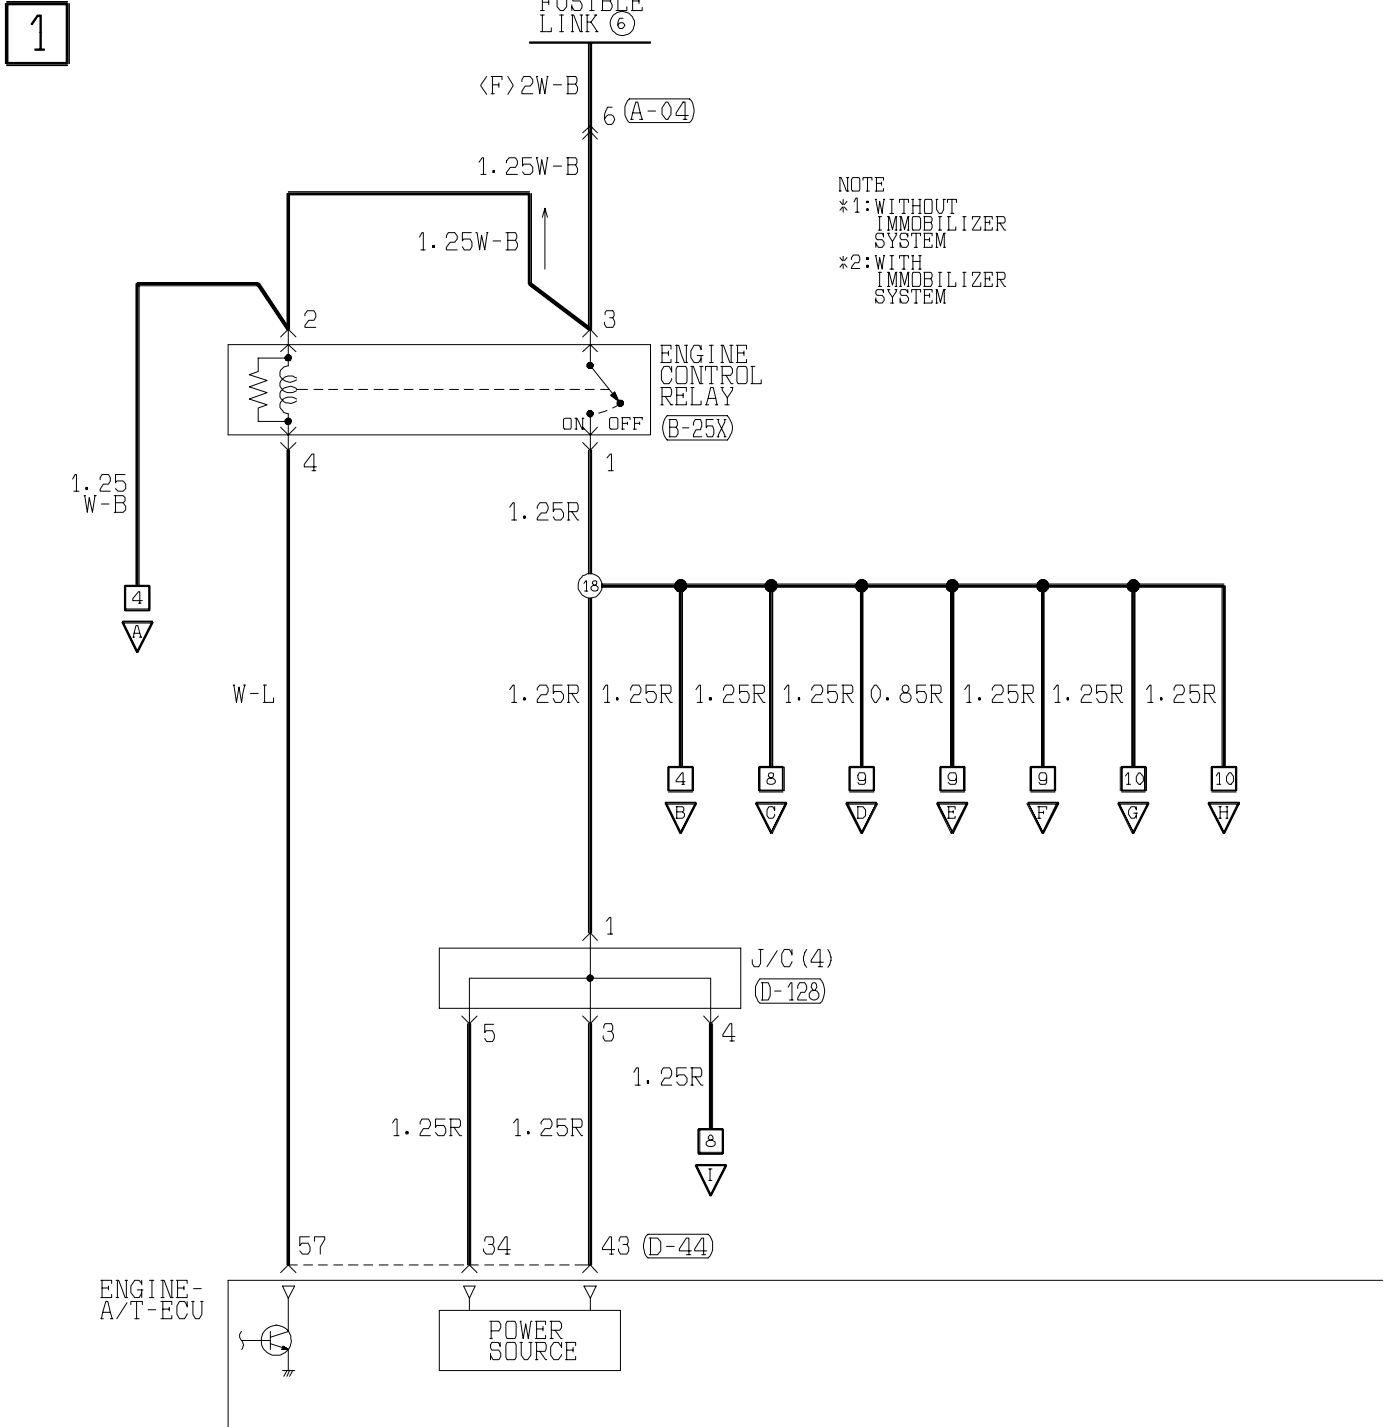 1
FUSIBLE
LINK 6
<F>2W-B
6 A-04
1.25W-B
NOTE
*1:WITHOUT
IMMOBILIZER
SYSTEM
*2:WITH
IMMOBILIZER
SYSTEM
1.25W-B
2
3
ENGINE
CONTROL
RELAY
B-25X
ON OFF
4
1
1.25
W-B
1.25R
18
4
A
W-L
1.25R 1.25R 1.25R 1.25R 0.85R 1.25R 1.25R 1.25R
4 8 9 9 9 10 10
B C D E F G H
1
J/C(4)
D-128
5 3 4
1.25R
1.25R 1.25R
8
I
57 34 43 D-44
ENGINE-
A/T-ECU
POWER
SOURCE